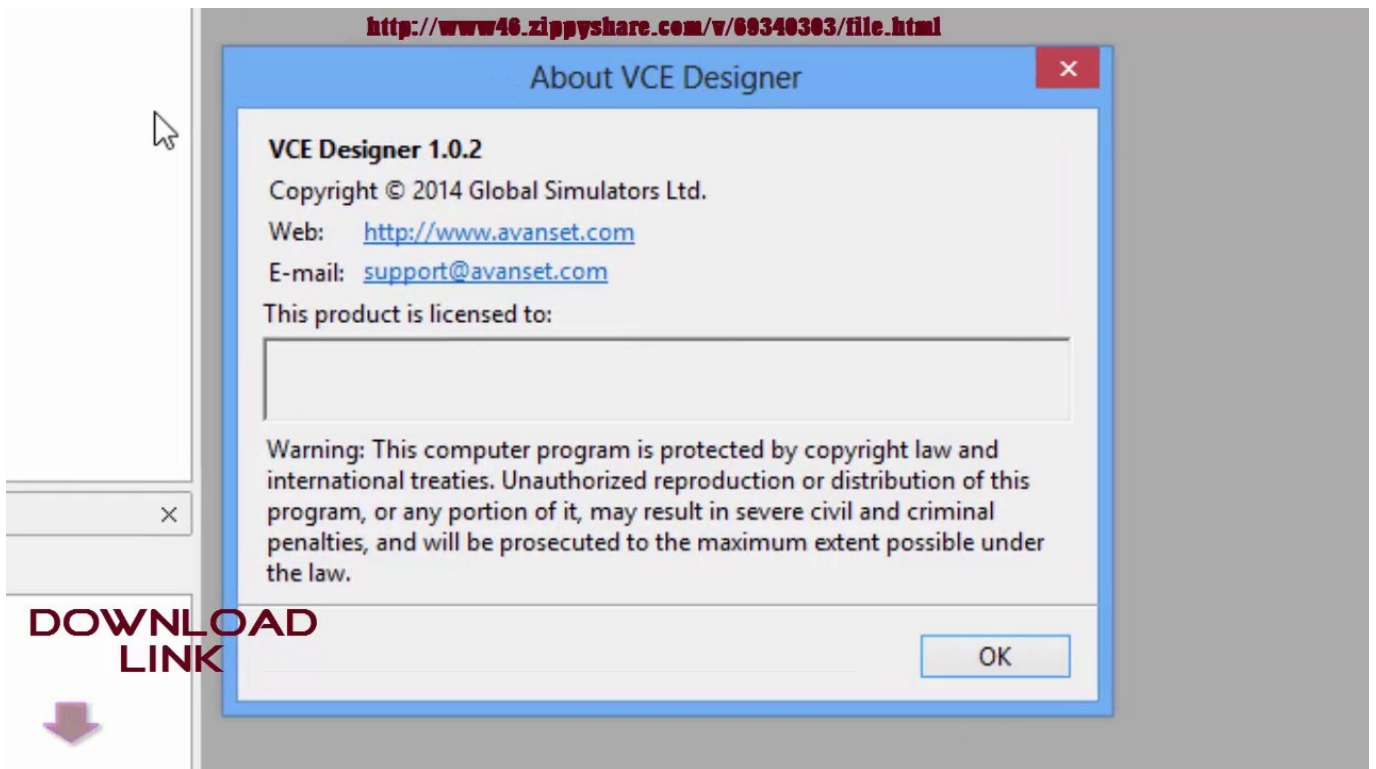 http://www46.zippyshare.com/v/69340303/file.html
About VCE Designer
VCE Designer 1.0.2
Copyright © 2014 Global Simulators Ltd.
Web: http://www.avanset.com
E-mail: support@avanset.com
This product is licensed to:
Warning: This computer program is protected by copyright law and
international treaties. Unauthorized reproduction or distribution of this
program, or any portion of it, may result in severe civil and criminal
penalties, and will be prosecuted to the maximum extent possible under
the law.
DOWNLOAD
LINK
OK